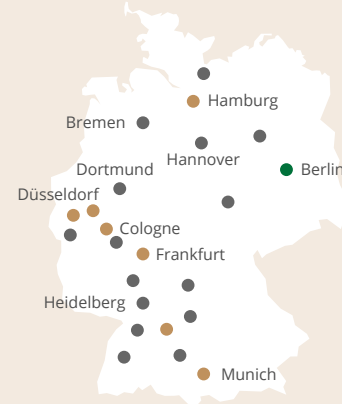 Hamburg
Bremen
Hannover
Dortmund
Berlin
Düsseldorf
Cologne
Frankfurt
Heidelberg
Munich